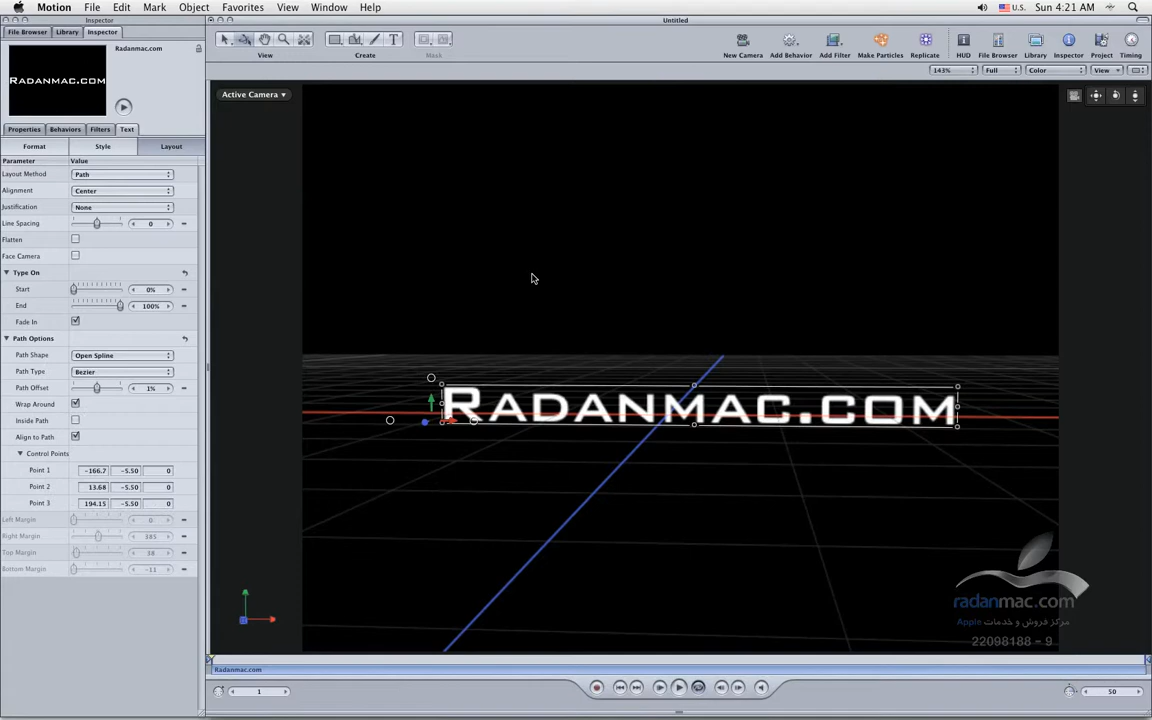 Motion File Edit Mark Object Favorites View Window Help
U.S. Sun 4:21 AM
Inspector
Untitled
File Browser Library Inspector
Radanmac.com
RADANMAC.COM
View
Create
Mask
New Camera Add Behavior Add Filter Make Particles Replicate HUD File Browser Library Inspector Project Timing
143% Full Color View
Active Camera
Properties Behaviors Filters Text
Format Style Layout
Parameter Value
Layout Method Path
Alignment Center
Justification None
Line Spacing 0
Flatten
Face Camera
Type On
Start 0%
End 100%
Fade In
Path Options
Path Shape Open Spline
Path Type Bezier
Path Offset 1%
Wrap Around
Inside Path
Align to Path
Control Points
Point 1 -166.7 -5.50 0
Point 2 13.68 -5.50 0
Point 3 194.15 -5.50 0
Left Margin 0
Right Margin 385
Top Margin 38
Bottom Margin -11
RADANMAC.COM
radanmac.com
مرکز فروش و خدمات Apple
22098188 - 9
Radanmac.com
1
50